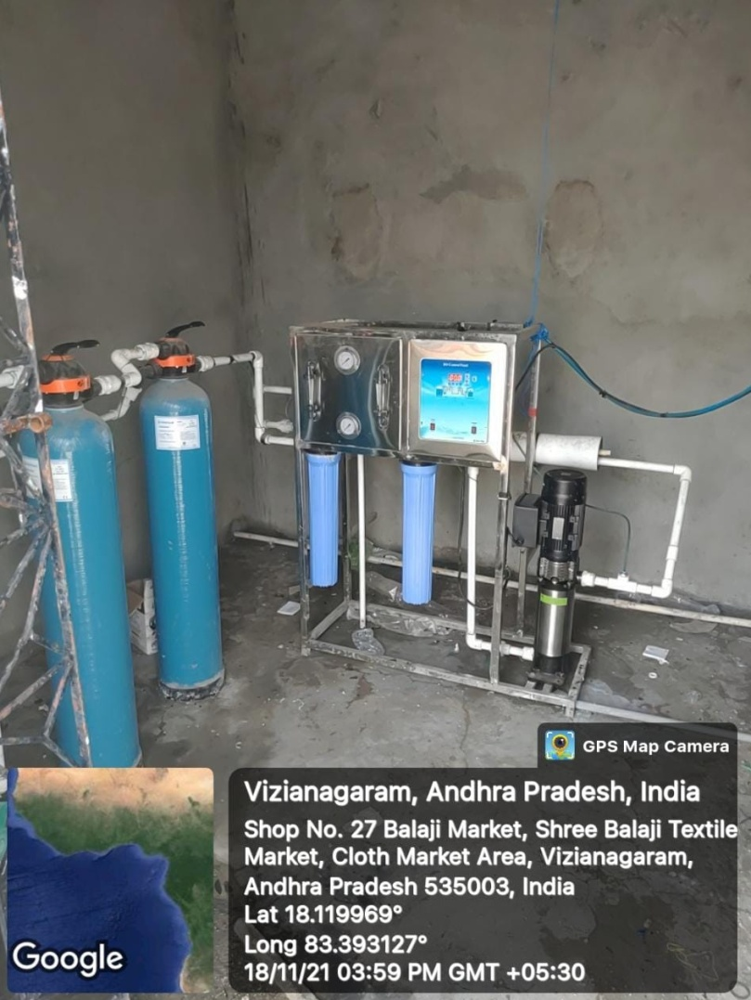 GPS Map Camera
Vizianagaram, Andhra Pradesh, India
Shop No. 27 Balaji Market, Shree Balaji Textile
Market, Cloth Market Area, Vizianagaram,
Andhra Pradesh 535003, India
Lat 18.119969°
Long 83.393127°
18/11/21 03:59 PM GMT +05:30
Google